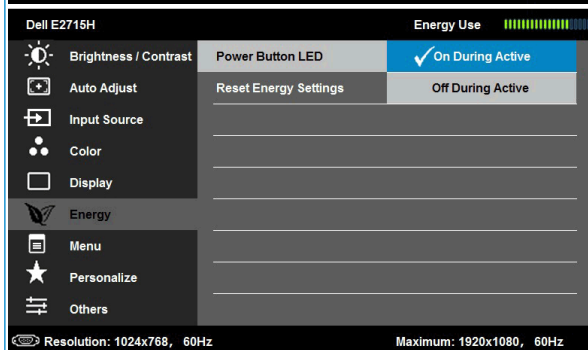 Dell E2715H Energy Use
Brightness / Contrast Power Button LED On During Active
Auto Adjust Reset Energy Settings Off During Active
Input Source
Color
Display
Energy
Menu
Personalize
Others
Resolution: 1024x768, 60Hz Maximum: 1920x1080, 60Hz